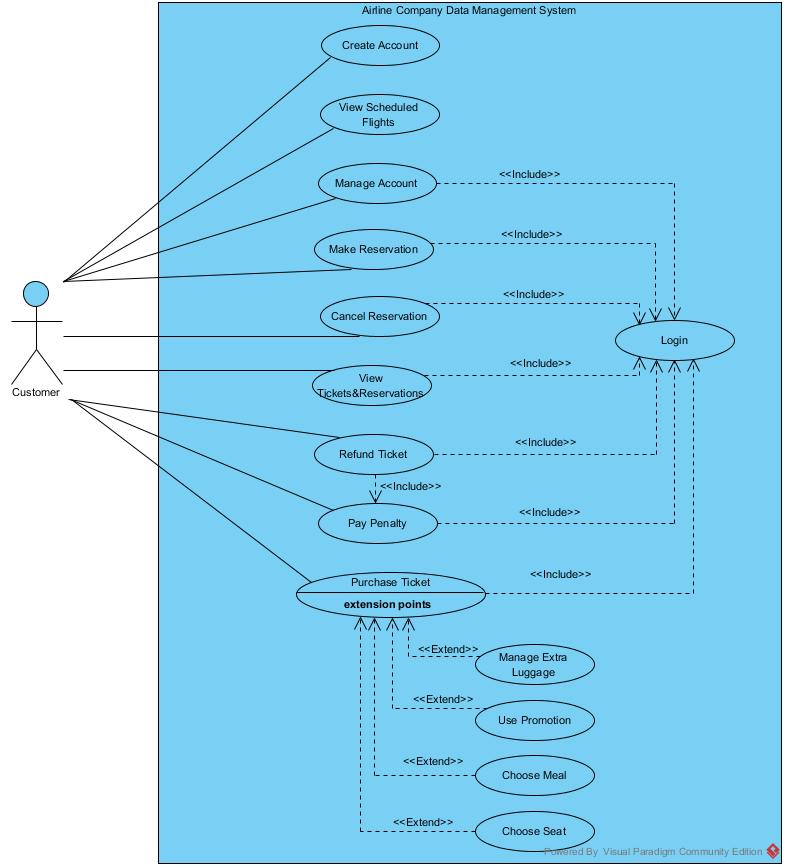 Airline Company Data Management System
Create Account
View Scheduled
Flights
Manage Account
<<Include>>
Make Reservation
<<Include>>
Cancel Reservation
<<Include>>
Login
Customer
View
Tickets&Reservations
<<Include>>
Refund Ticket
<<Include>>
<<Include>>
Pay Penalty
<<Include>>
Purchase Ticket
extension points
<<Include>>
<<Extend>>
Manage Extra
Luggage
<<Extend>>
Use Promotion
<<Extend>>
Choose Meal
<<Extend>>
Choose Seat
Powered By Visual Paradigm Community Edition